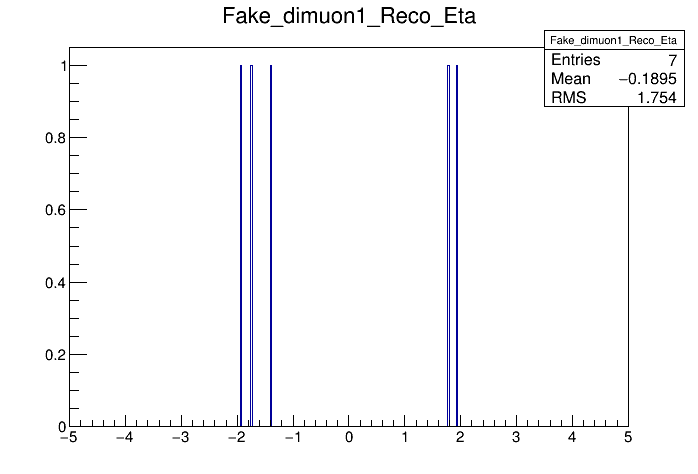 Fake_dimuon1_Reco_Eta
Fake_dimuon1_Reco_Eta
Entries 7
Mean −0.1895
RMS 1.754
1
0.8
0.6
0.4
0.2
0
−5 −4 −3 −2 −1 0 1 2 3 4 5